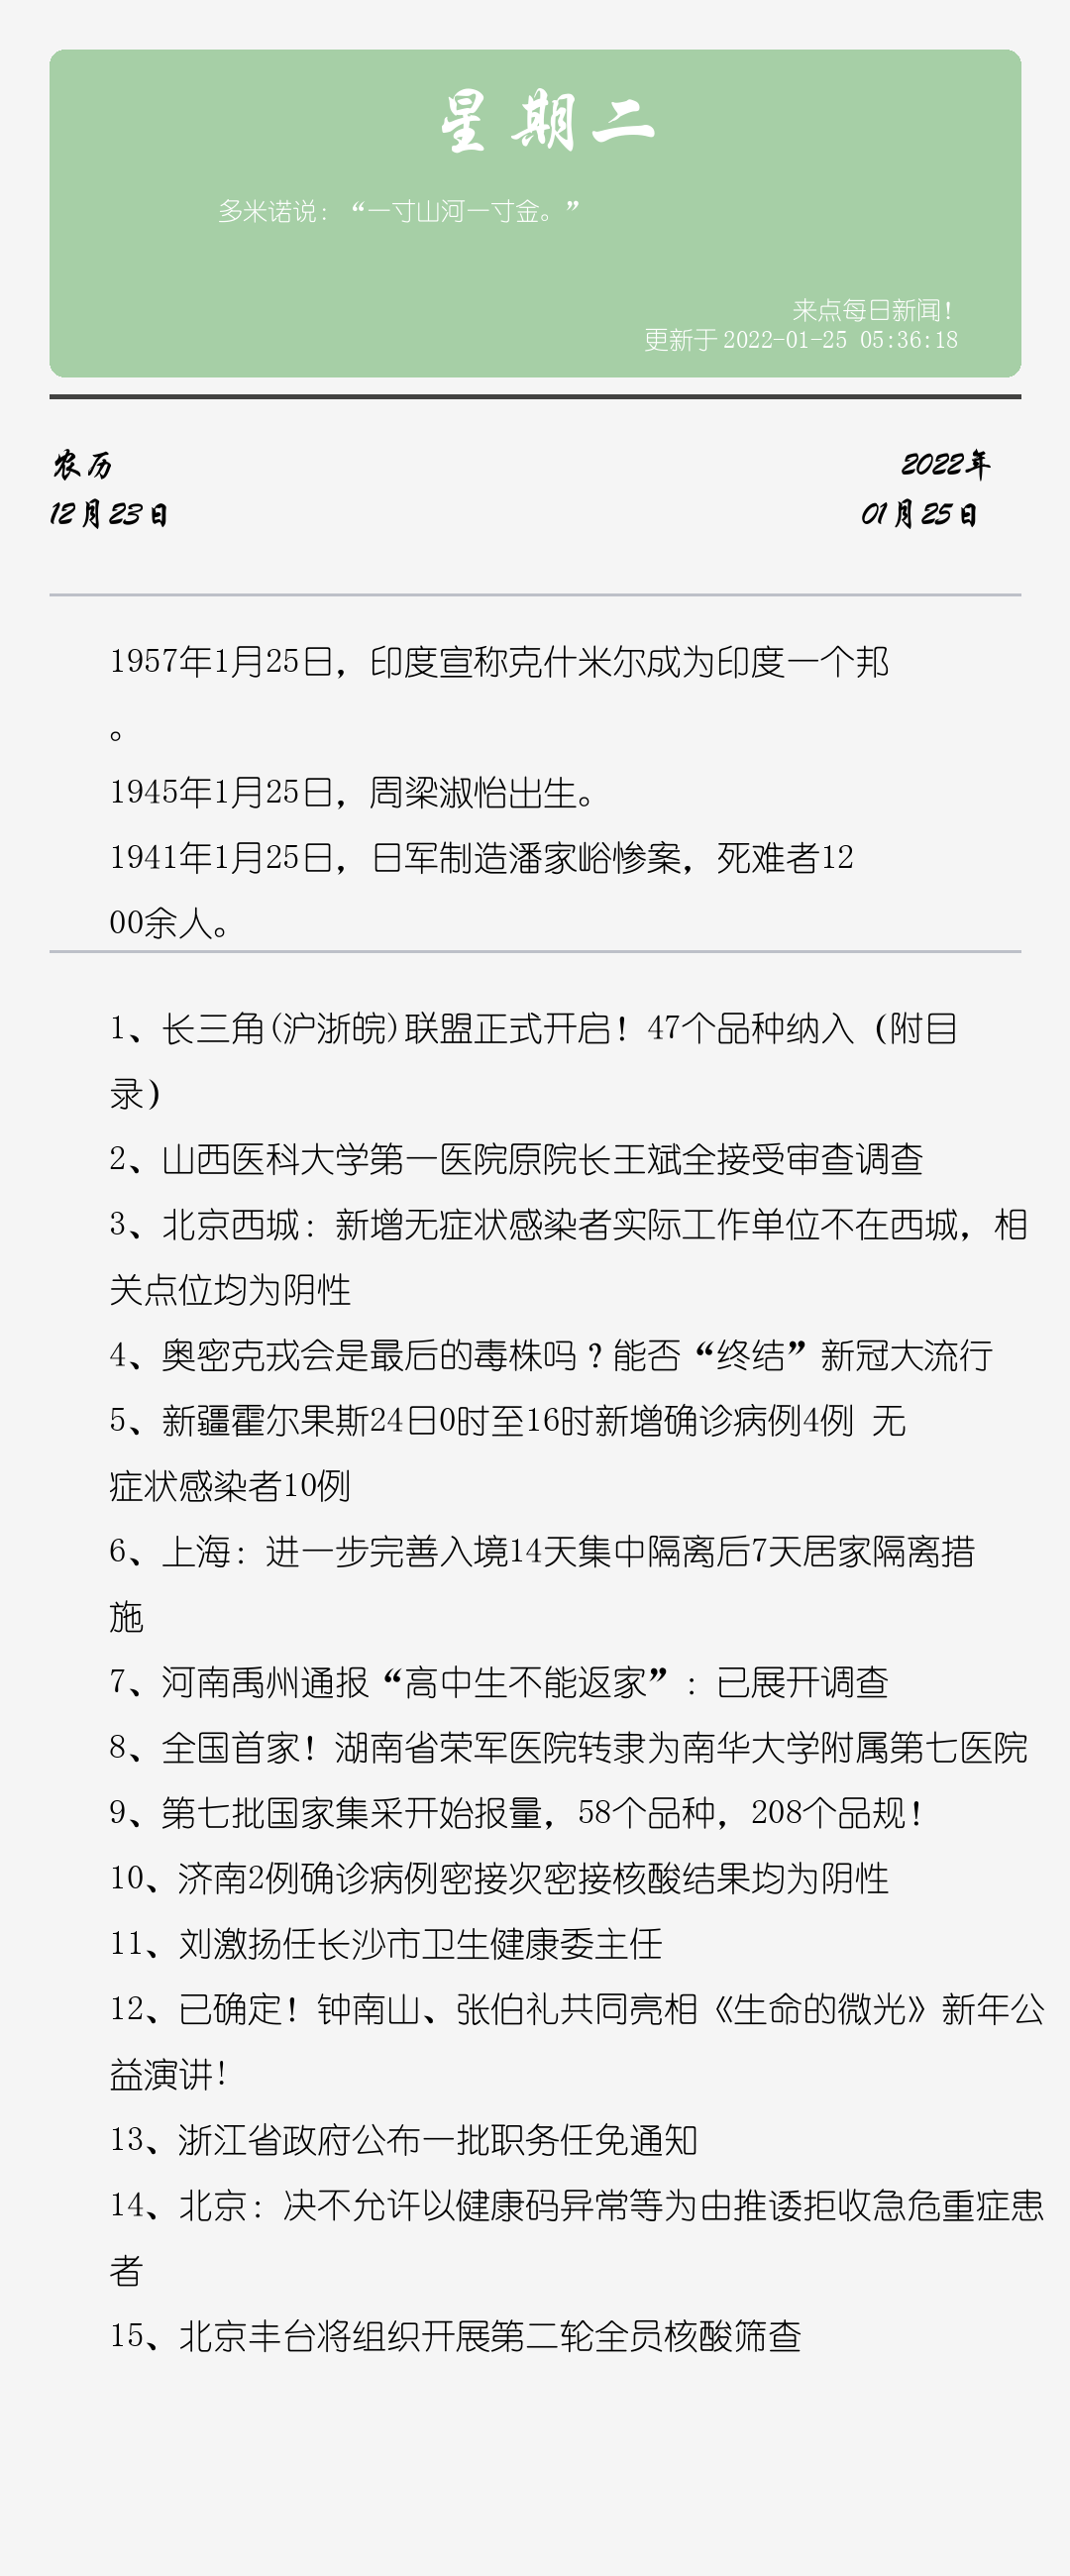 星期二
多米诺说：“一寸山河一寸金。”
来点每日新闻！
更新于 2022-01-25 05:36:18
农历
2022年
12月23日
01月25日
1957年1月25日，印度宣称克什米尔成为印度一个邦
。
1945年1月25日，周梁淑怡出生。
1941年1月25日，日军制造潘家峪惨案，死难者12
00余人。
1、长三角(沪浙皖)联盟正式开启！47个品种纳入（附目
录）
2、山西医科大学第一医院原院长王斌全接受审查调查
3、北京西城：新增无症状感染者实际工作单位不在西城，相
关点位均为阴性
4、奥密克戎会是最后的毒株吗？能否“终结”新冠大流行
5、新疆霍尔果斯24日0时至16时新增确诊病例4例 无
症状感染者10例
6、上海：进一步完善入境14天集中隔离后7天居家隔离措
施
7、河南禹州通报“高中生不能返家”：已展开调查
8、全国首家！湖南省荣军医院转隶为南华大学附属第七医院
9、第七批国家集采开始报量，58个品种，208个品规！
10、济南2例确诊病例密接次密接核酸结果均为阴性
11、刘激扬任长沙市卫生健康委主任
12、已确定！钟南山、张伯礼共同亮相《生命的微光》新年公
益演讲!
13、浙江省政府公布一批职务任免通知
14、北京：决不允许以健康码异常等为由推诿拒收急危重症患
者
15、北京丰台将组织开展第二轮全员核酸筛查